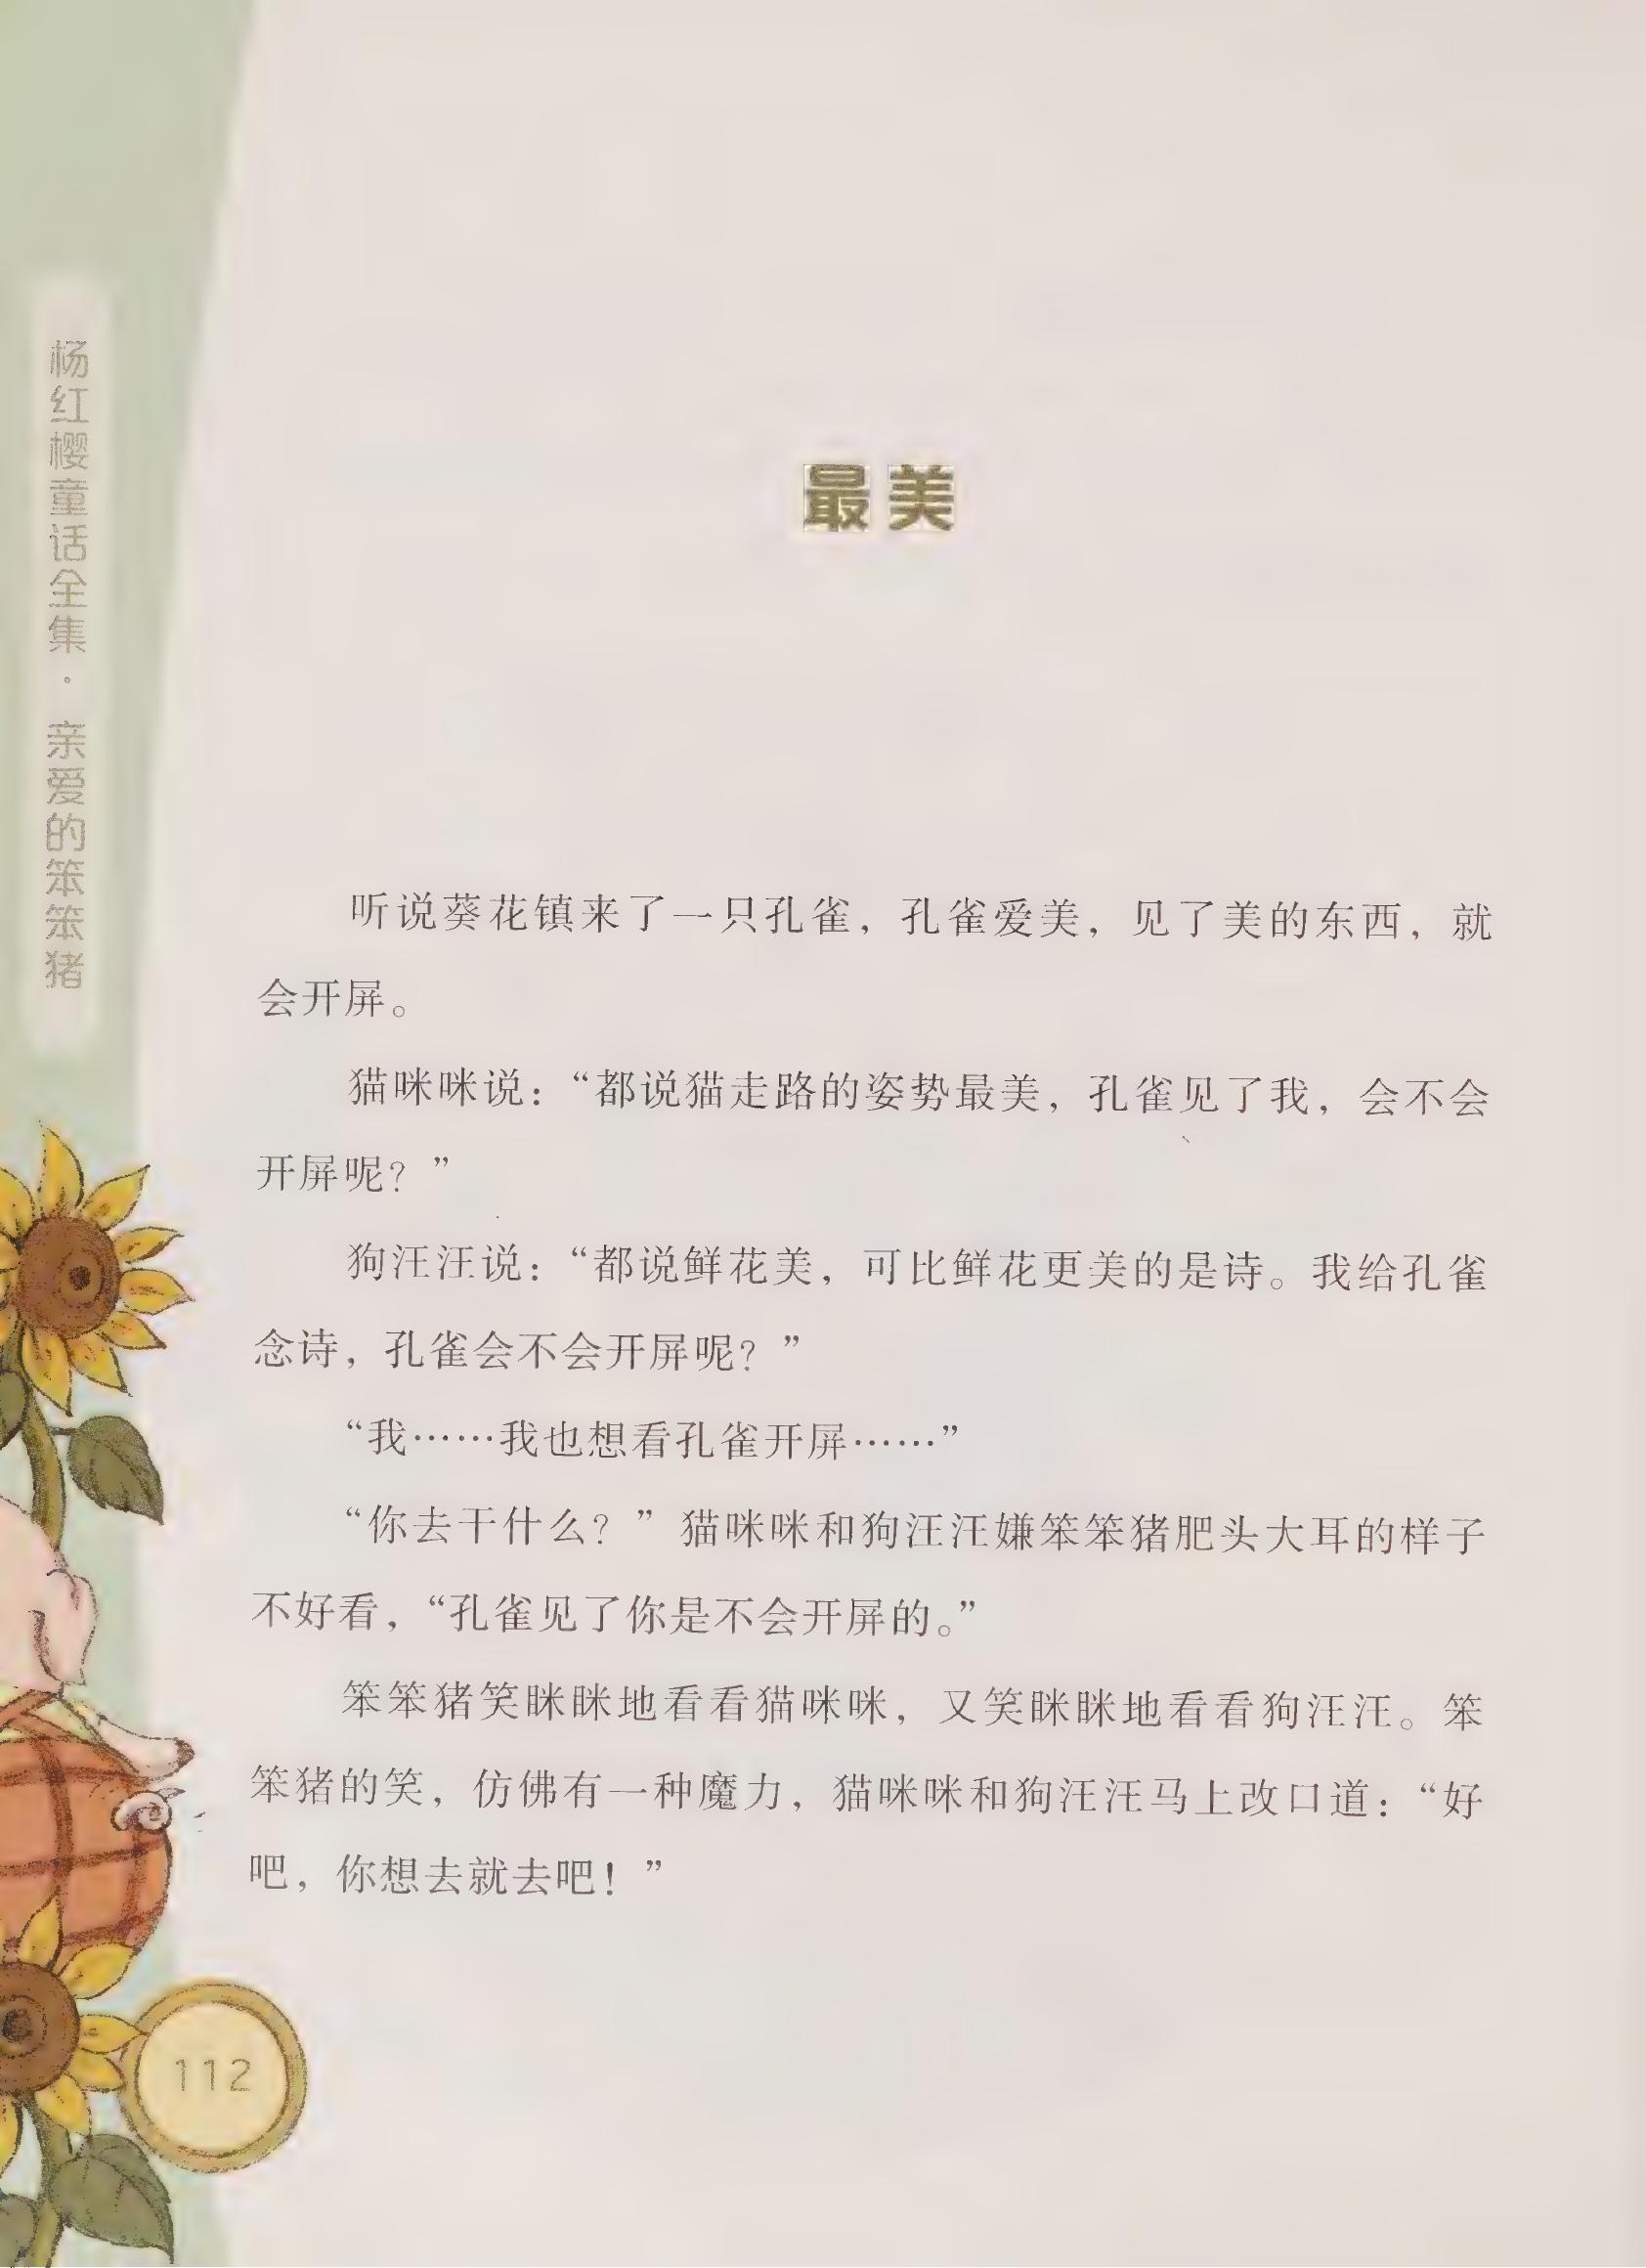 杨红樱童话全集·亲爱的笨笨猪
最美
听说葵花镇来了一只孔雀，孔雀爱美，见了美的东西，就
会开屏。
猫咪咪说：“都说猫走路的姿势最美，孔雀见了我，会不会
开屏呢？”
狗汪汪说：“都说鲜花美，可比鲜花更美的是诗。我给孔雀
念诗，孔雀会不会开屏呢？”
“我……我也想看孔雀开屏……”
“你去干什么？”猫咪咪和狗汪汪嫌笨笨猪肥头大耳的样子
不好看，“孔雀见了你是不会开屏的。”
笨笨猪笑眯眯地看看猫咪咪，又笑眯眯地看看狗汪汪。笨
笨猪的笑，仿佛有一种魔力，猫咪咪和狗汪汪马上改口道：“好
吧，你想去就去吧！”
112